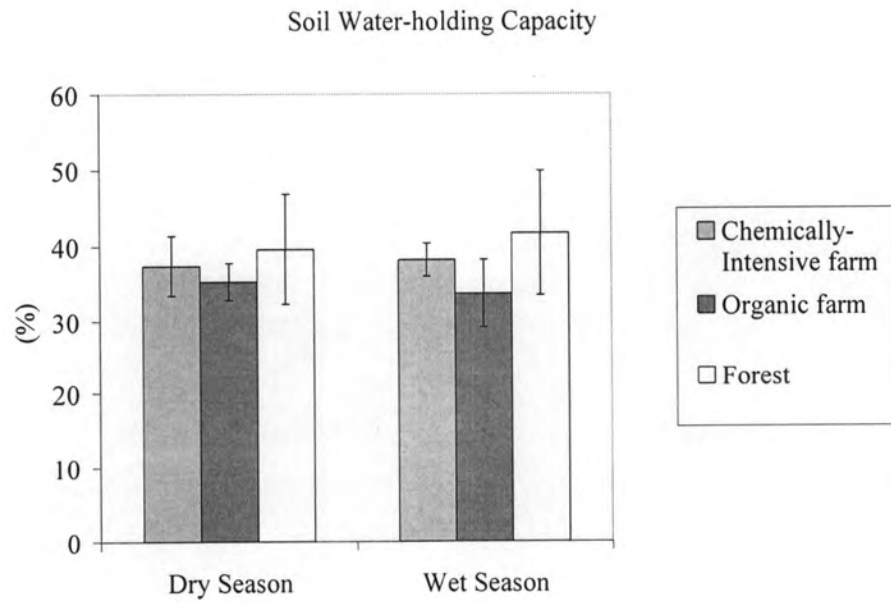 Soil Water-holding Capacity
60
50
40
30
20
10
0
(%)
Dry Season
Wet Season
Chemically-
Intensive farm
Organic farm
Forest